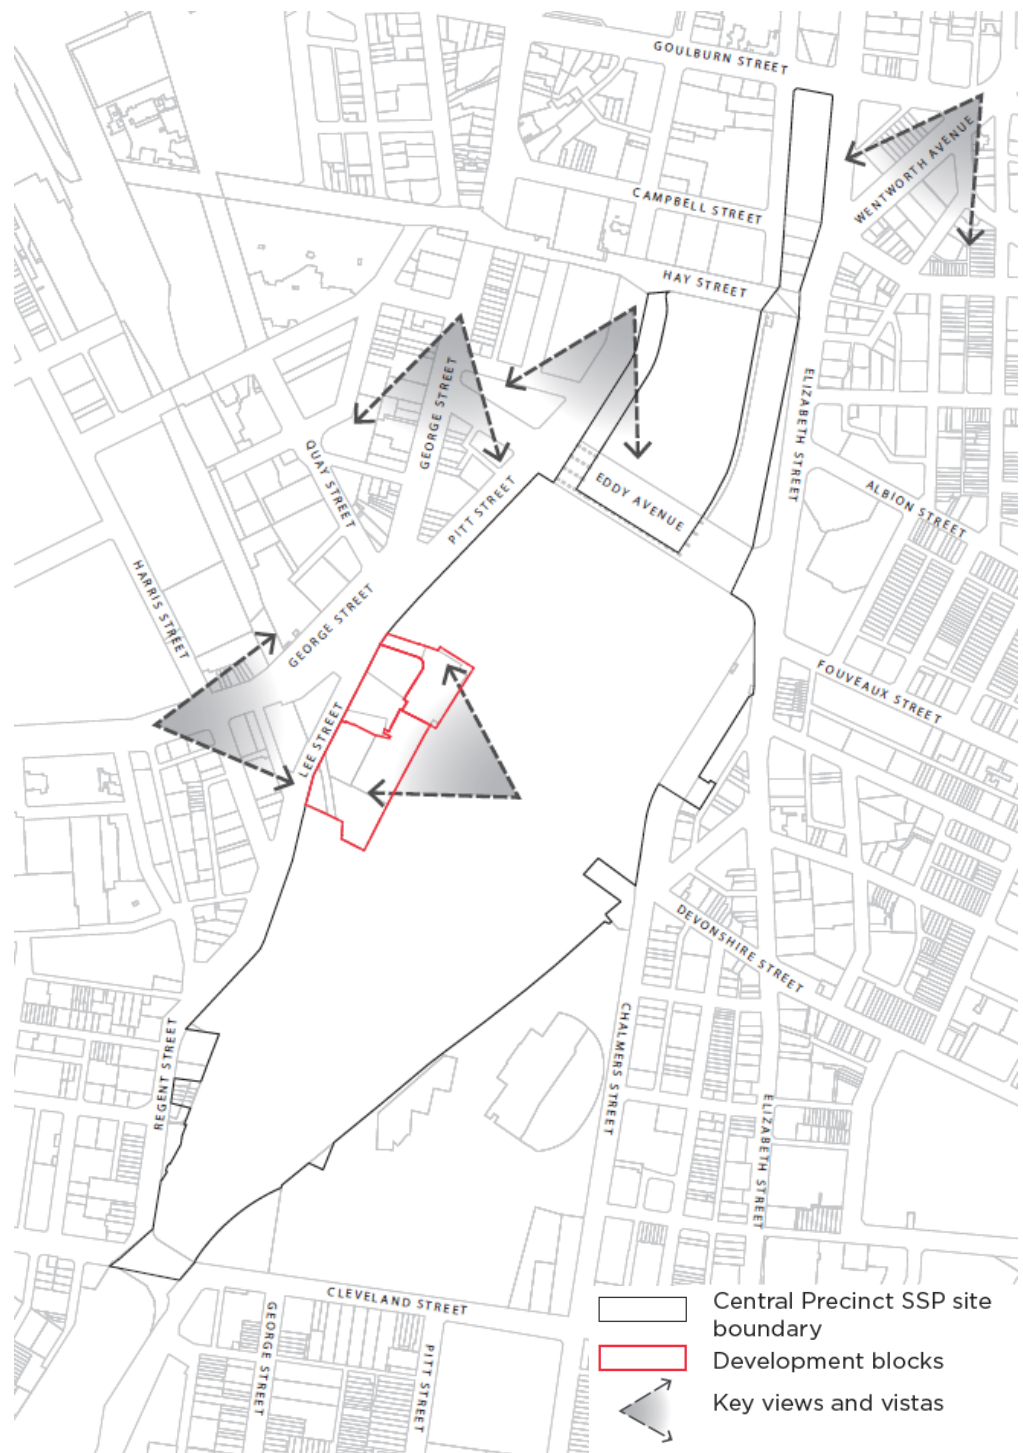 GOULBURN STREET
WENTWORTH AVENUE
CAMPBELL STREET
HAY STREET
GEORGE STREET
ELIZABETH STREET
QUAY STREET
PITT STREET
EDDY AVENUE
ALBION STREET
HARRIS STREET
GEORGE STREET
FOUVEAUX STREET
LEE STREET
DEVONSHIRE STREET
REGENT STREET
CHALMERS STREET
ELIZABETH STREET
CLEVELAND STREET
GEORGE STREET
PITT STREET
Central Precinct SSP site
boundary
Development blocks
Key views and vistas